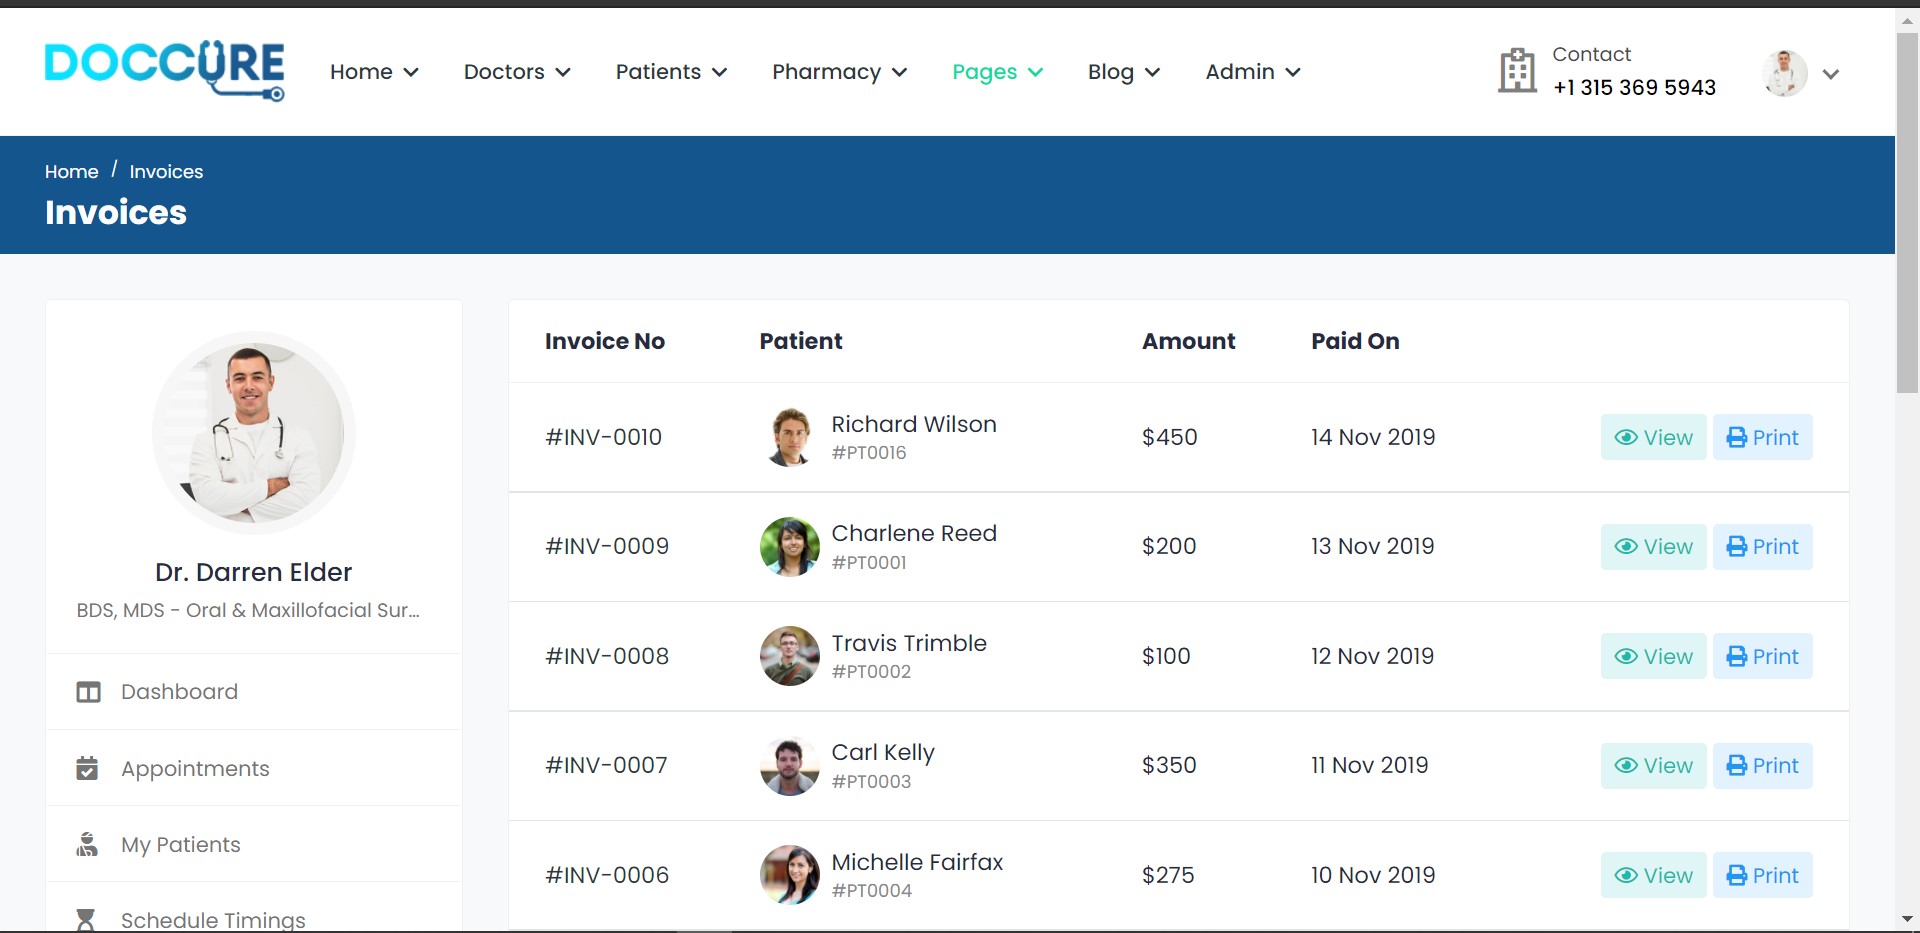 DOCCURE
Home Doctors Patients Pharmacy Pages Blog Admin
Contact
+1 315 369 5943
Home / Invoices
Invoices
Dr. Darren Elder
BDS, MDS - Oral & Maxillofacial Sur...
Dashboard
Appointments
My Patients
Schedule Timings
Invoice No Patient Amount Paid On
#INV-0010 Richard Wilson $450 14 Nov 2019 View Print
#PT0016
#INV-0009 Charlene Reed $200 13 Nov 2019 View Print
#PT0001
#INV-0008 Travis Trimble $100 12 Nov 2019 View Print
#PT0002
#INV-0007 Carl Kelly $350 11 Nov 2019 View Print
#PT0003
#INV-0006 Michelle Fairfax $275 10 Nov 2019 View Print
#PT0004